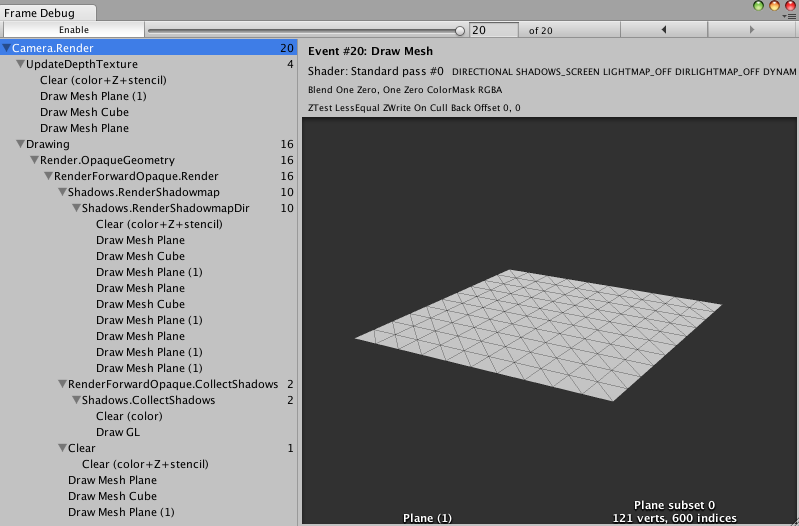 Frame Debug
Enable 20 of 20
Camera.Render 20
UpdateDepthTexture 4
Clear (color+Z+stencil)
Draw Mesh Plane (1)
Draw Mesh Cube
Draw Mesh Plane
Drawing 16
Render.OpaqueGeometry 16
RenderForwardOpaque.Render 16
Shadows.RenderShadowmap 10
Shadows.RenderShadowmapDir 10
Clear (color+Z+stencil)
Draw Mesh Plane
Draw Mesh Cube
Draw Mesh Plane (1)
Draw Mesh Plane
Draw Mesh Cube
Draw Mesh Plane (1)
Draw Mesh Plane
Draw Mesh Plane (1)
Draw Mesh Plane (1)
RenderForwardOpaque.CollectShadows 2
Shadows.CollectShadows 2
Clear (color)
Draw GL
Clear 1
Clear (color+Z+stencil)
Draw Mesh Plane
Draw Mesh Cube
Draw Mesh Plane (1)
Event #20: Draw Mesh
Shader: Standard pass #0 DIRECTIONAL SHADOWS_SCREEN LIGHTMAP_OFF DIRLIGHTMAP_OFF DYNAM
Blend One Zero, One Zero ColorMask RGBA
ZTest LessEqual ZWrite On Cull Back Offset 0, 0
Plane (1)
Plane subset 0
121 verts, 600 indices